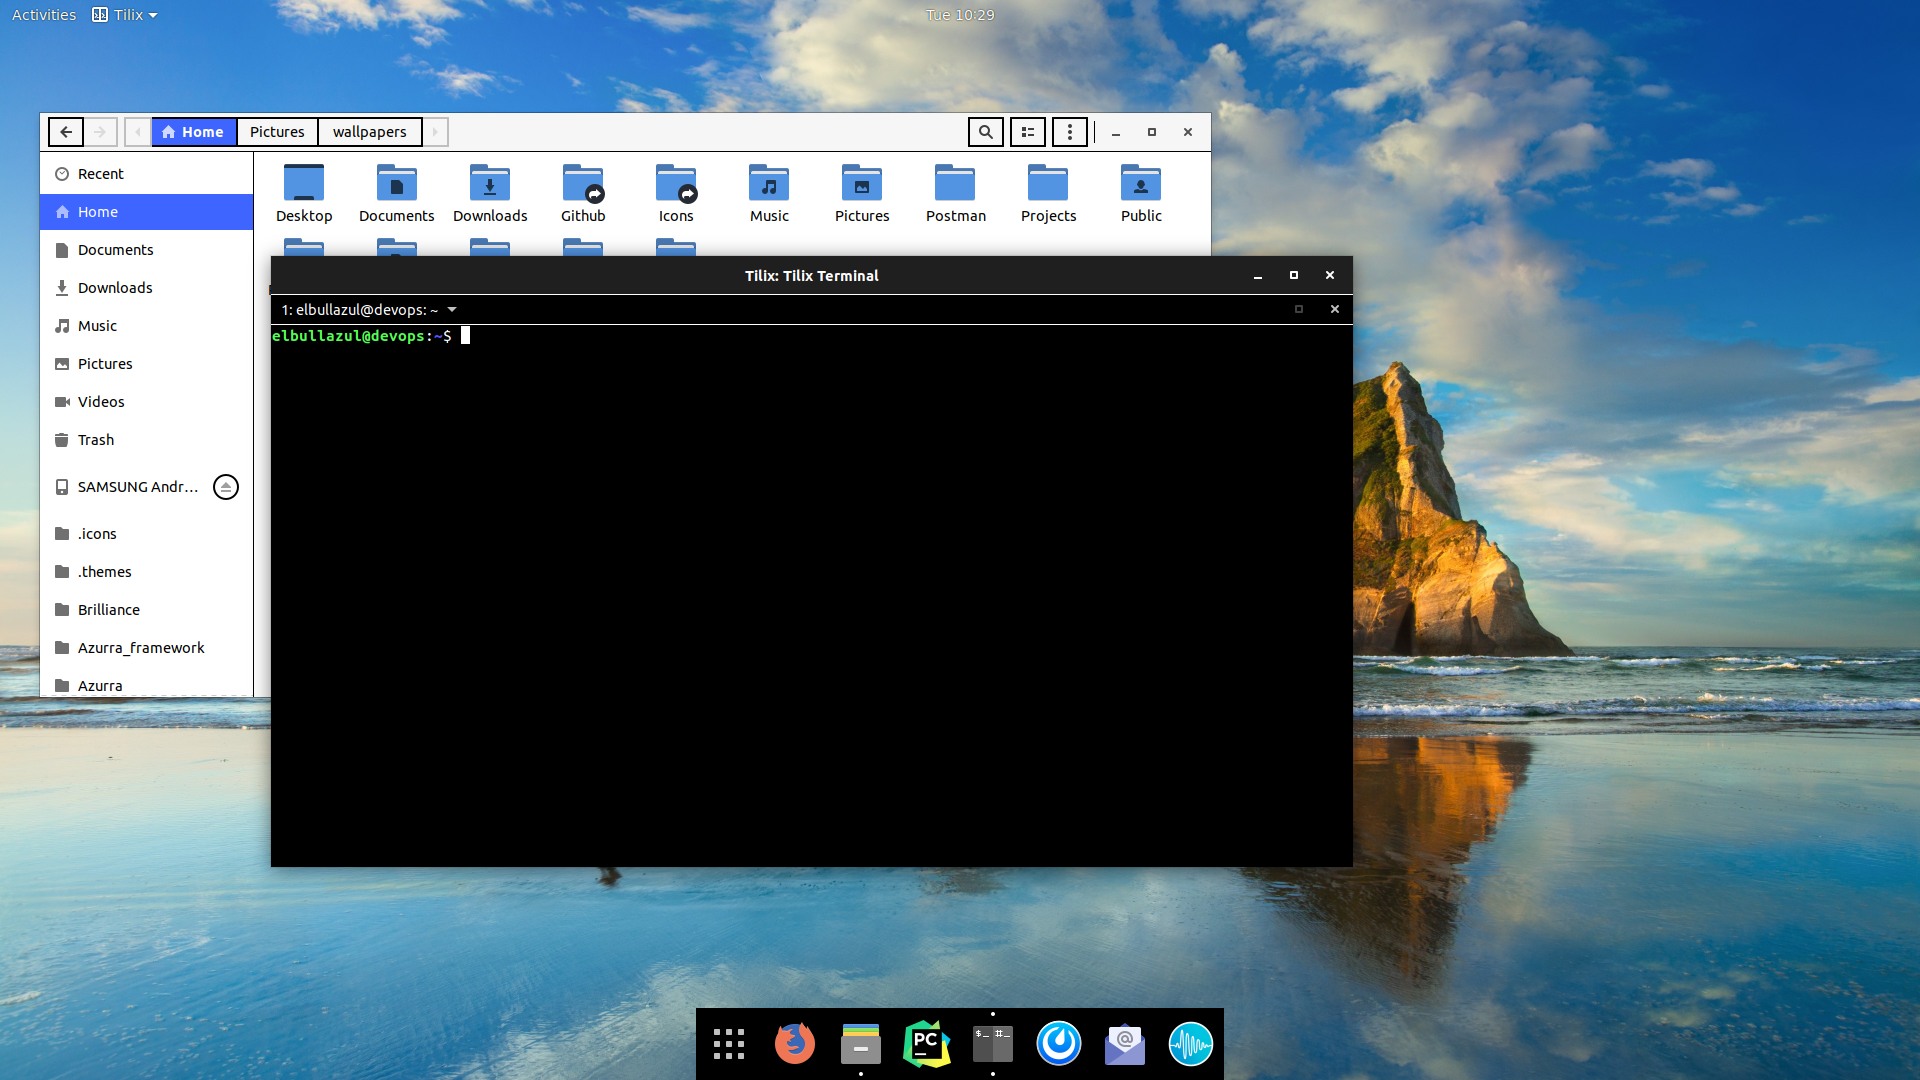 Activities Tilix Tue 10:29
Home Pictures wallpapers
Recent
Home
Documents
Downloads
Music
Pictures
Videos
Trash
SAMSUNG Andr...
.icons
.themes
Brilliance
Azurra_framework
Azurra
Desktop Documents Downloads Github Icons Music Pictures Postman Projects Public
Tilix: Tilix Terminal
1: elbullazul@devops: ~
elbullazul@devops:~$
PC
$_ #_
@